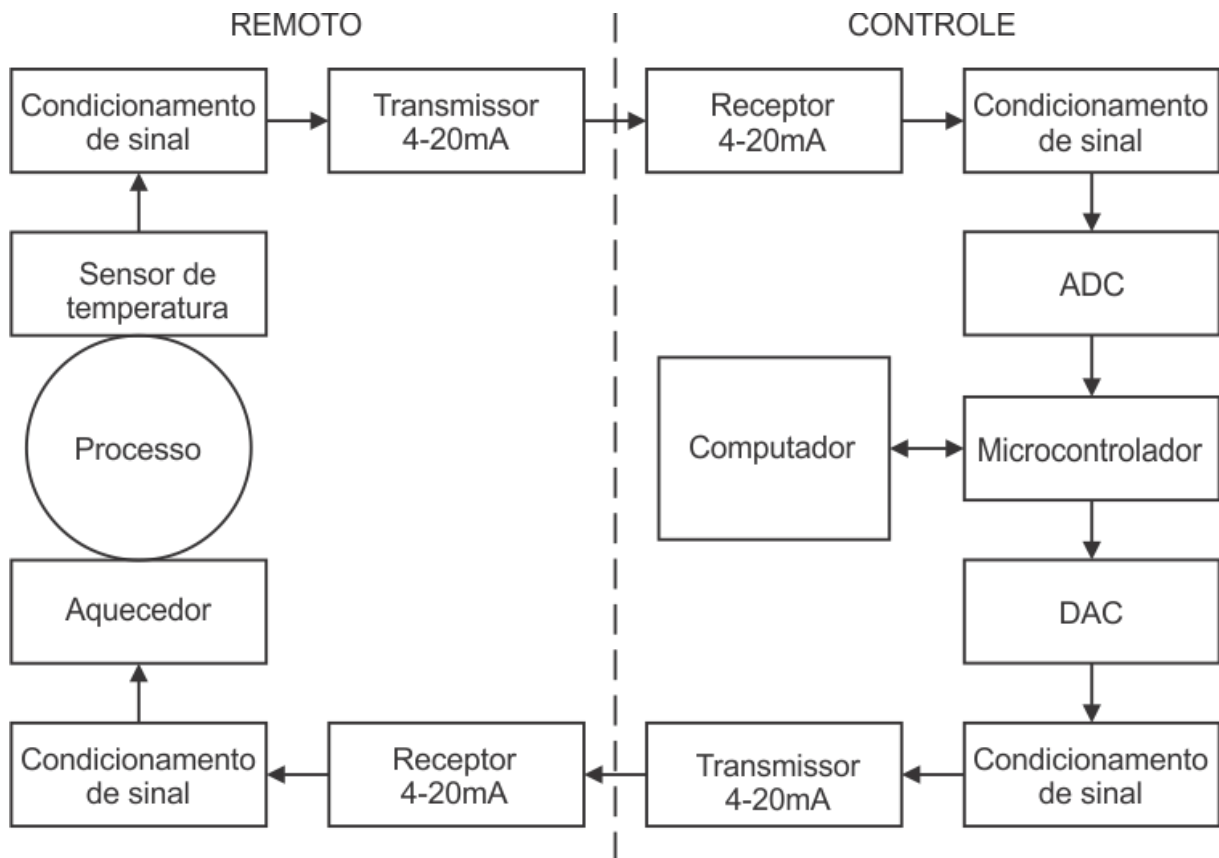 REMOTO
CONTROLE
Condicionamento
de sinal
Transmissor
4-20mA
Receptor
4-20mA
Condicionamento
de sinal
Sensor de
temperatura
ADC
Processo
Computador
Microcontrolador
Aquecedor
DAC
Condicionamento
de sinal
Receptor
4-20mA
Transmissor
4-20mA
Condicionamento
de sinal